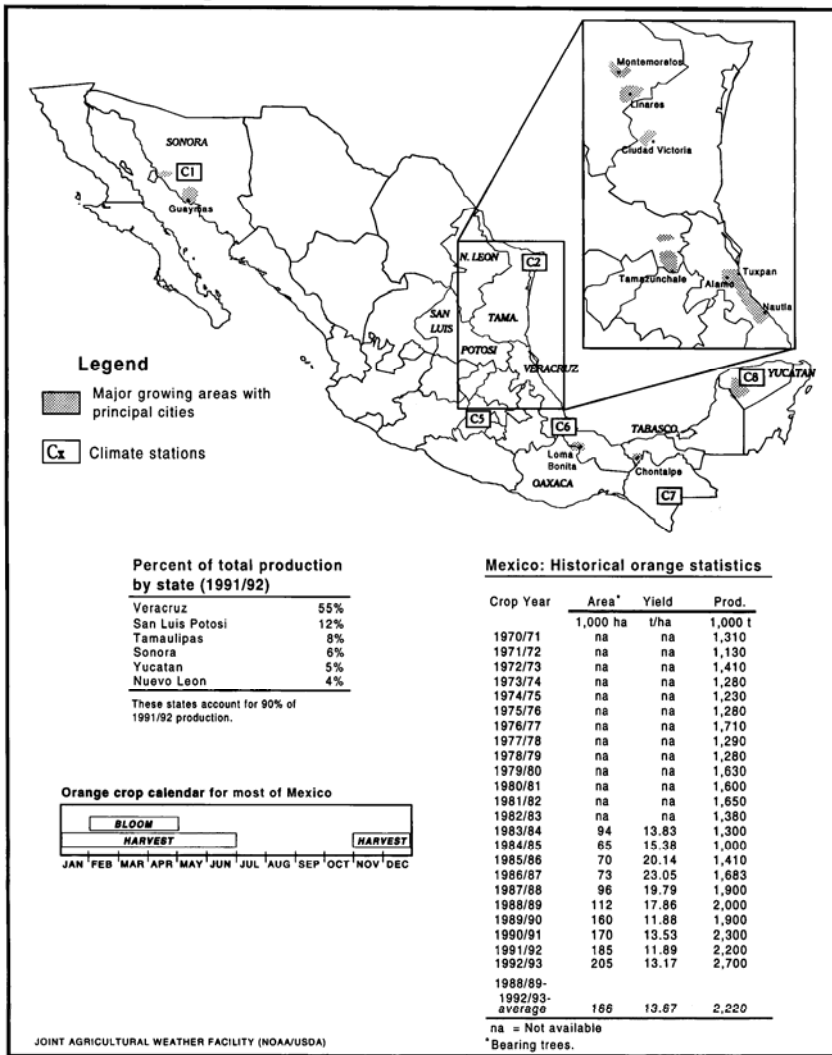 Montemorelos
Linares
Ciudad Victoria
Tamazunchale
Alamo
Tuxpan
Nautla
SONORA
C1
Guaymas
N. LEON
C2
SAN
LUIS
TAMA.
POTOSI
VERACRUZ
C8
YUCATAN
C5
C6
TABASCO
Loma
Bonita
Chontalpa
OAXACA
C7
Legend
Major growing areas with
principal cities
Cx Climate stations
Percent of total production
by state (1991/92)
Veracruz 55%
San Luis Potosi 12%
Tamaulipas 8%
Sonora 6%
Yucatan 5%
Nuevo Leon 4%
These states account for 90% of
1991/92 production.
Orange crop calendar for most of Mexico
BLOOM
HARVEST HARVEST
JAN FEB MAR APR MAY JUN JUL AUG SEP OCT NOV DEC
Mexico: Historical orange statistics
Crop Year Area* Yield Prod.
1,000 ha t/ha 1,000 t
1970/71 na na 1,310
1971/72 na na 1,130
1972/73 na na 1,410
1973/74 na na 1,280
1974/75 na na 1,230
1975/76 na na 1,280
1976/77 na na 1,710
1977/78 na na 1,290
1978/79 na na 1,280
1979/80 na na 1,630
1980/81 na na 1,600
1981/82 na na 1,650
1982/83 na na 1,380
1983/84 94 13.83 1,300
1984/85 65 15.38 1,000
1985/86 70 20.14 1,410
1986/87 73 23.05 1,683
1987/88 96 19.79 1,900
1988/89 112 17.86 2,000
1989/90 160 11.88 1,900
1990/91 170 13.53 2,300
1991/92 185 11.89 2,200
1992/93 205 13.17 2,700
1988/89-
1992/93-
average 166 13.67 2,220
na = Not available
*Bearing trees.
JOINT AGRICULTURAL WEATHER FACILITY (NOAA/USDA)